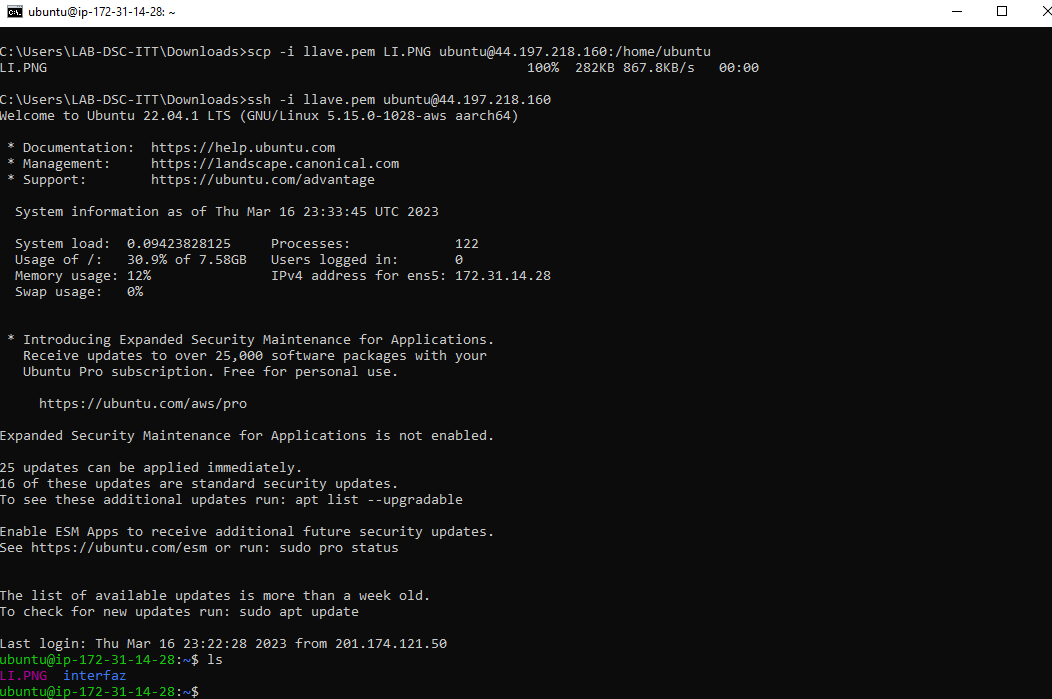 ubuntu@ip-172-31-14-28: ~
C:\Users\LAB-DSC-ITT\Downloads>scp -i llave.pem LI.PNG ubuntu@44.197.218.160:/home/ubuntu
LI.PNG 100% 282KB 867.8KB/s 00:00
C:\Users\LAB-DSC-ITT\Downloads>ssh -i llave.pem ubuntu@44.197.218.160
Welcome to Ubuntu 22.04.1 LTS (GNU/Linux 5.15.0-1028-aws aarch64)
* Documentation: https://help.ubuntu.com
* Management: https://landscape.canonical.com
* Support: https://ubuntu.com/advantage
System information as of Thu Mar 16 23:33:45 UTC 2023
System load: 0.09423828125 Processes: 122
Usage of /: 30.9% of 7.58GB Users logged in: 0
Memory usage: 12% IPv4 address for ens5: 172.31.14.28
Swap usage: 0%
* Introducing Expanded Security Maintenance for Applications.
Receive updates to over 25,000 software packages with your
Ubuntu Pro subscription. Free for personal use.
https://ubuntu.com/aws/pro
Expanded Security Maintenance for Applications is not enabled.
25 updates can be applied immediately.
16 of these updates are standard security updates.
To see these additional updates run: apt list --upgradable
Enable ESM Apps to receive additional future security updates.
See https://ubuntu.com/esm or run: sudo pro status
The list of available updates is more than a week old.
To check for new updates run: sudo apt update
Last login: Thu Mar 16 23:22:28 2023 from 201.174.121.50
ubuntu@ip-172-31-14-28:~$ ls
LI.PNG interfaz
ubuntu@ip-172-31-14-28:~$